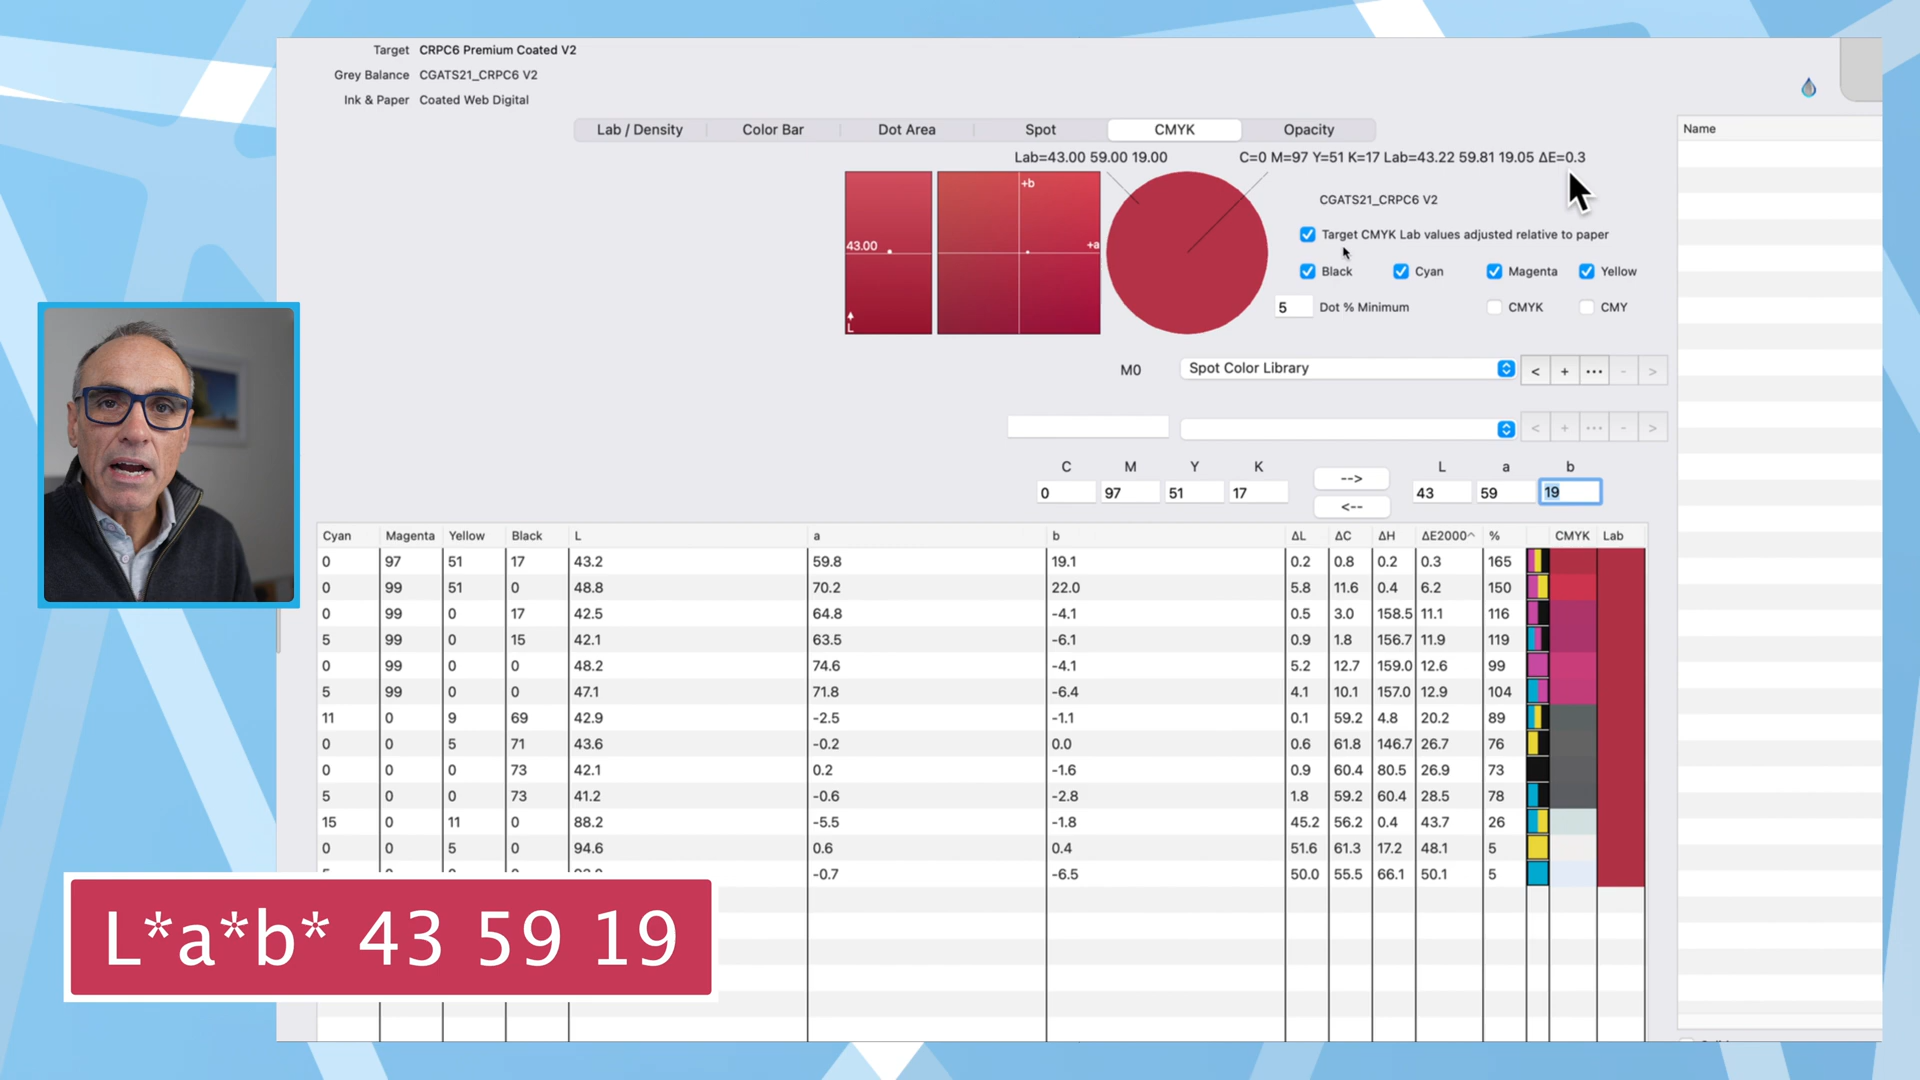 Target CRPC6 Premium Coated V2
Grey Balance CGATS21_CRPC6 V2
Ink & Paper Coated Web Digital
Lab / Density Color Bar Dot Area Spot CMYK Opacity
Name
Lab=43.00 59.00 19.00 C=0 M=97 Y=51 K=17 Lab=43.22 59.81 19.05 ΔE=0.3
+b
43.00
+a
L
CGATS21_CRPC6 V2
Target CMYK Lab values adjusted relative to paper
Black Cyan Magenta Yellow
5 Dot % Minimum CMYK CMY
M0 Spot Color Library < + ··· - >
< + ··· - >
C M Y K L a b
0 97 51 17 --> 43 59 19
<--
Cyan Magenta Yellow Black L a b ΔL ΔC ΔH ΔE2000^ % CMYK Lab
0 97 51 17 43.2 59.8 19.1 0.2 0.8 0.2 0.3 165
0 99 51 0 48.8 70.2 22.0 5.8 11.6 0.4 6.2 150
0 99 0 17 42.5 64.8 -4.1 0.5 3.0 158.5 11.1 116
5 99 0 15 42.1 63.5 -6.1 0.9 1.8 156.7 11.9 119
0 99 0 0 48.2 74.6 -4.1 5.2 12.7 159.0 12.6 99
5 99 0 0 47.1 71.8 -6.4 4.1 10.1 157.0 12.9 104
11 0 9 69 42.9 -2.5 -1.1 0.1 59.2 4.8 20.2 89
0 0 5 71 43.6 -0.2 0.0 0.6 61.8 146.7 26.7 76
0 0 0 73 42.1 0.2 -1.6 0.9 60.4 80.5 26.9 73
5 0 0 73 41.2 -0.6 -2.8 1.8 59.2 60.4 28.5 78
15 0 11 0 88.2 -5.5 -1.8 45.2 56.2 0.4 43.7 26
0 0 5 0 94.6 0.6 0.4 51.6 61.3 17.2 48.1 5
-0.7 -6.5 50.0 55.5 66.1 50.1 5
L*a*b* 43 59 19